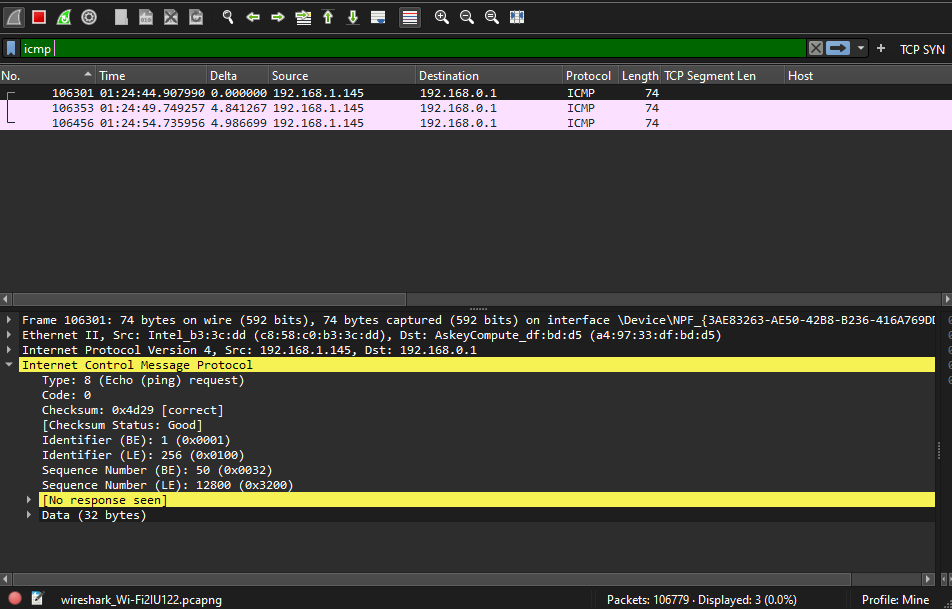 icmp
TCP SYN
No. Time Delta Source Destination Protocol Length TCP Segment Len Host
106301 01:24:44.907990 0.000000 192.168.1.145 192.168.0.1 ICMP 74
106353 01:24:49.749257 4.841267 192.168.1.145 192.168.0.1 ICMP 74
106456 01:24:54.735956 4.986699 192.168.1.145 192.168.0.1 ICMP 74
Frame 106301: 74 bytes on wire (592 bits), 74 bytes captured (592 bits) on interface \Device\NPF_{3AE83263-AE50-42B8-B236-416A769DD
Ethernet II, Src: Intel_b3:3c:dd (c8:58:c0:b3:3c:dd), Dst: AskeyCompute_df:bd:d5 (a4:97:33:df:bd:d5)
Internet Protocol Version 4, Src: 192.168.1.145, Dst: 192.168.0.1
Internet Control Message Protocol
Type: 8 (Echo (ping) request)
Code: 0
Checksum: 0x4d29 [correct]
[Checksum Status: Good]
Identifier (BE): 1 (0x0001)
Identifier (LE): 256 (0x0100)
Sequence Number (BE): 50 (0x0032)
Sequence Number (LE): 12800 (0x3200)
[No response seen]
Data (32 bytes)
wireshark_Wi-Fi2IU122.pcapng
Packets: 106779 · Displayed: 3 (0.0%)
Profile: Mine